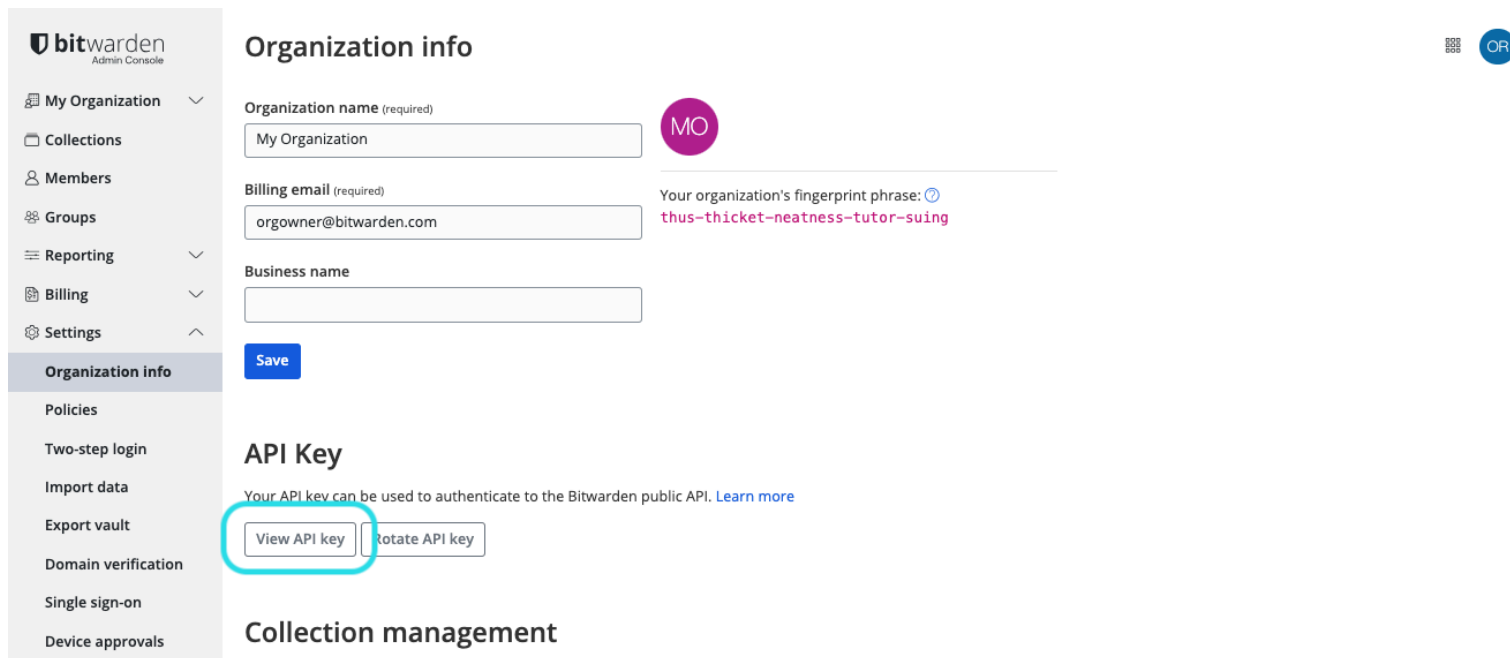 bitwarden
Admin Console
My Organization
Collections
Members
Groups
Reporting
Billing
Settings
Organization info
Policies
Two-step login
Import data
Export vault
Domain verification
Single sign-on
Device approvals
Organization info
OR
Organization name (required)
My Organization
MO
Billing email (required)
orgowner@bitwarden.com
Your organization's fingerprint phrase:
thus-thicket-neatness-tutor-suing
Business name
Save
API Key
Your API key can be used to authenticate to the Bitwarden public API. Learn more
View API key Rotate API key
Collection management